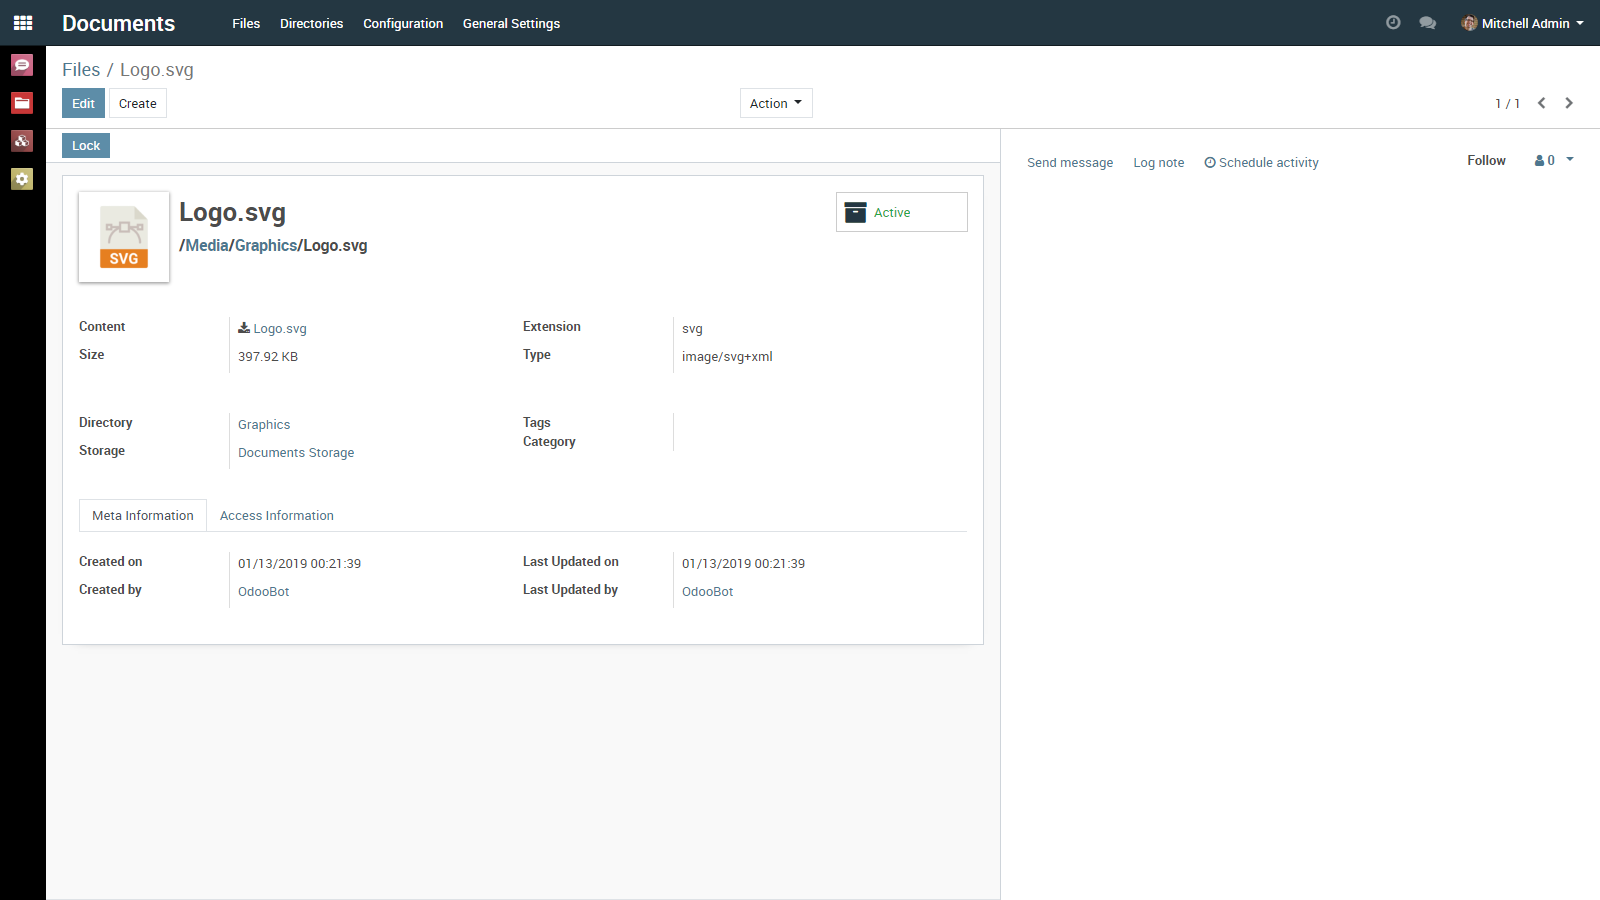 Documents Files Directories Configuration General Settings Mitchell Admin
Files / Logo.svg
Edit Create Action 1 / 1
Lock
Send message Log note Schedule activity Follow 0
Logo.svg
Active
/Media/Graphics/Logo.svg
SVG
Content Logo.svg Extension svg
Size 397.92 KB Type image/svg+xml
Directory Graphics Tags
Storage Documents Storage Category
Meta Information Access Information
Created on 01/13/2019 00:21:39 Last Updated on 01/13/2019 00:21:39
Created by OdooBot Last Updated by OdooBot